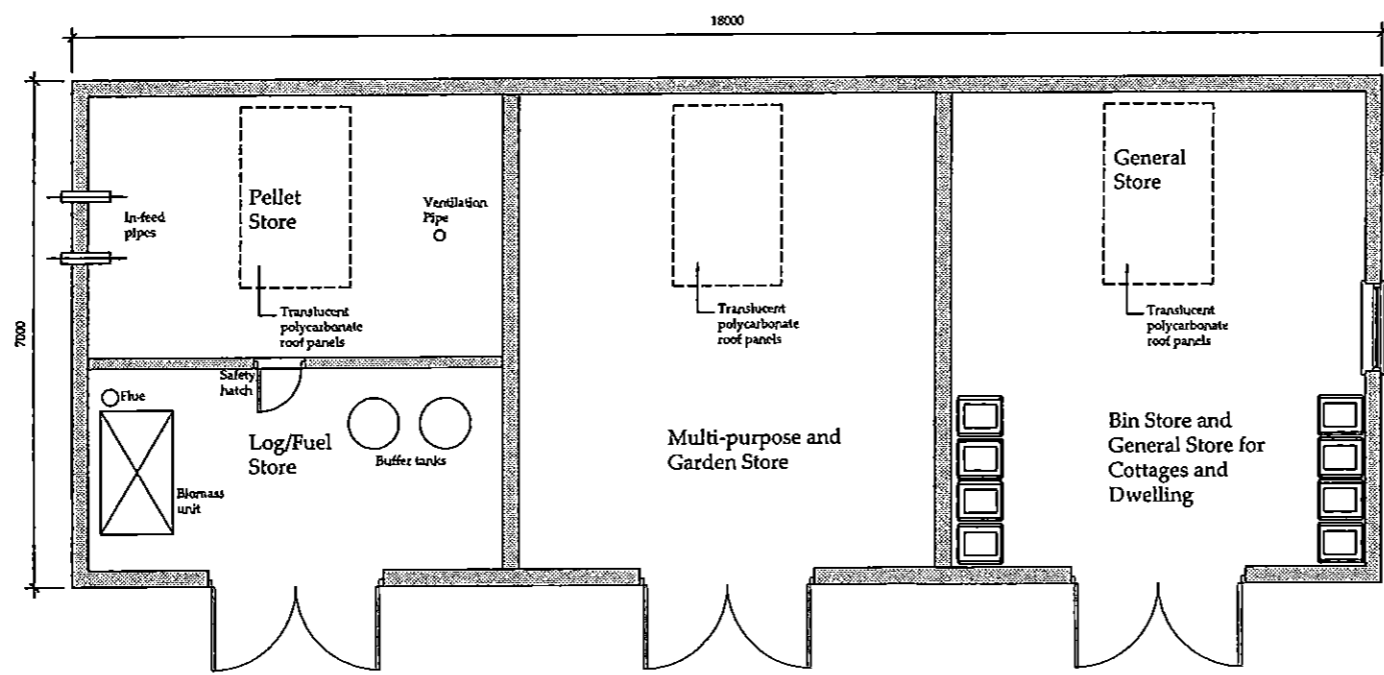 18000
7000
Pellet
Store
In-feed
pipes
Ventilation
Pipe
Translucent
polycarbonate
roof panels
Safety
hatch
Flue
Log/Fuel
Store
Buffer tanks
Biomass
unit
Translucent
polycarbonate
roof panels
Multi-purpose and
Garden Store
General
Store
Translucent
polycarbonate
roof panels
Bin Store and
General Store for
Cottages and
Dwelling